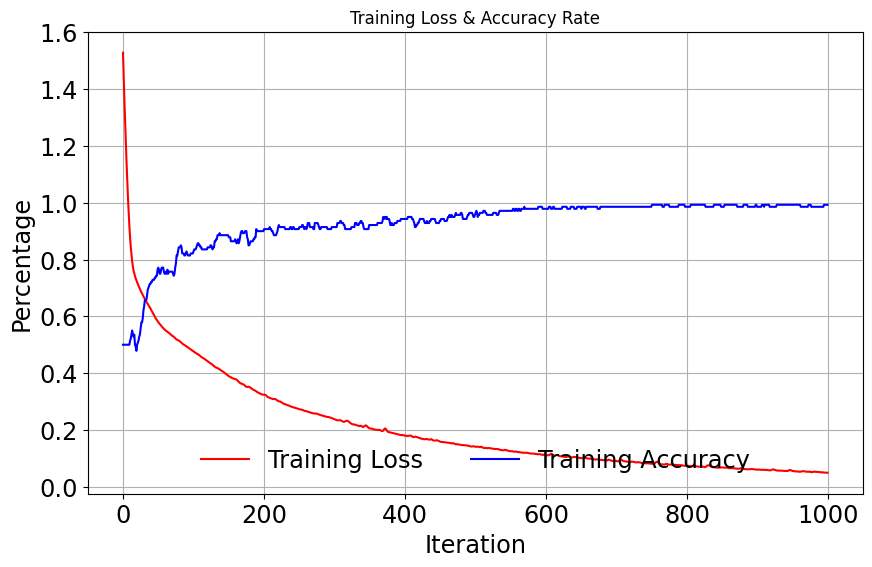 Training Loss & Accuracy Rate
1.6
1.4
1.2
1.0
0.8
0.6
0.4
0.2
0.0
Percentage
Training Loss Training Accuracy
0 200 400 600 800 1000
Iteration